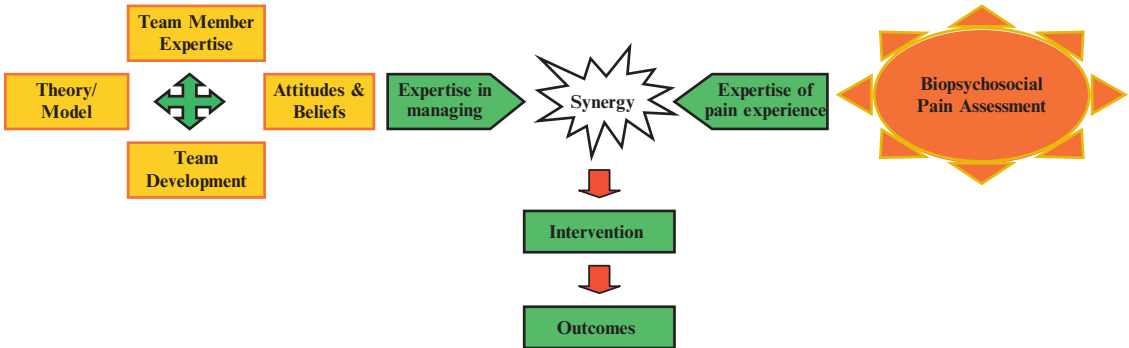 Team Member
Expertise
Theory/
Model
Attitudes &
Beliefs
Team
Development
Expertise in
managing
Synergy
Expertise of
pain experience
Biopsychosocial
Pain Assessment
Intervention
Outcomes